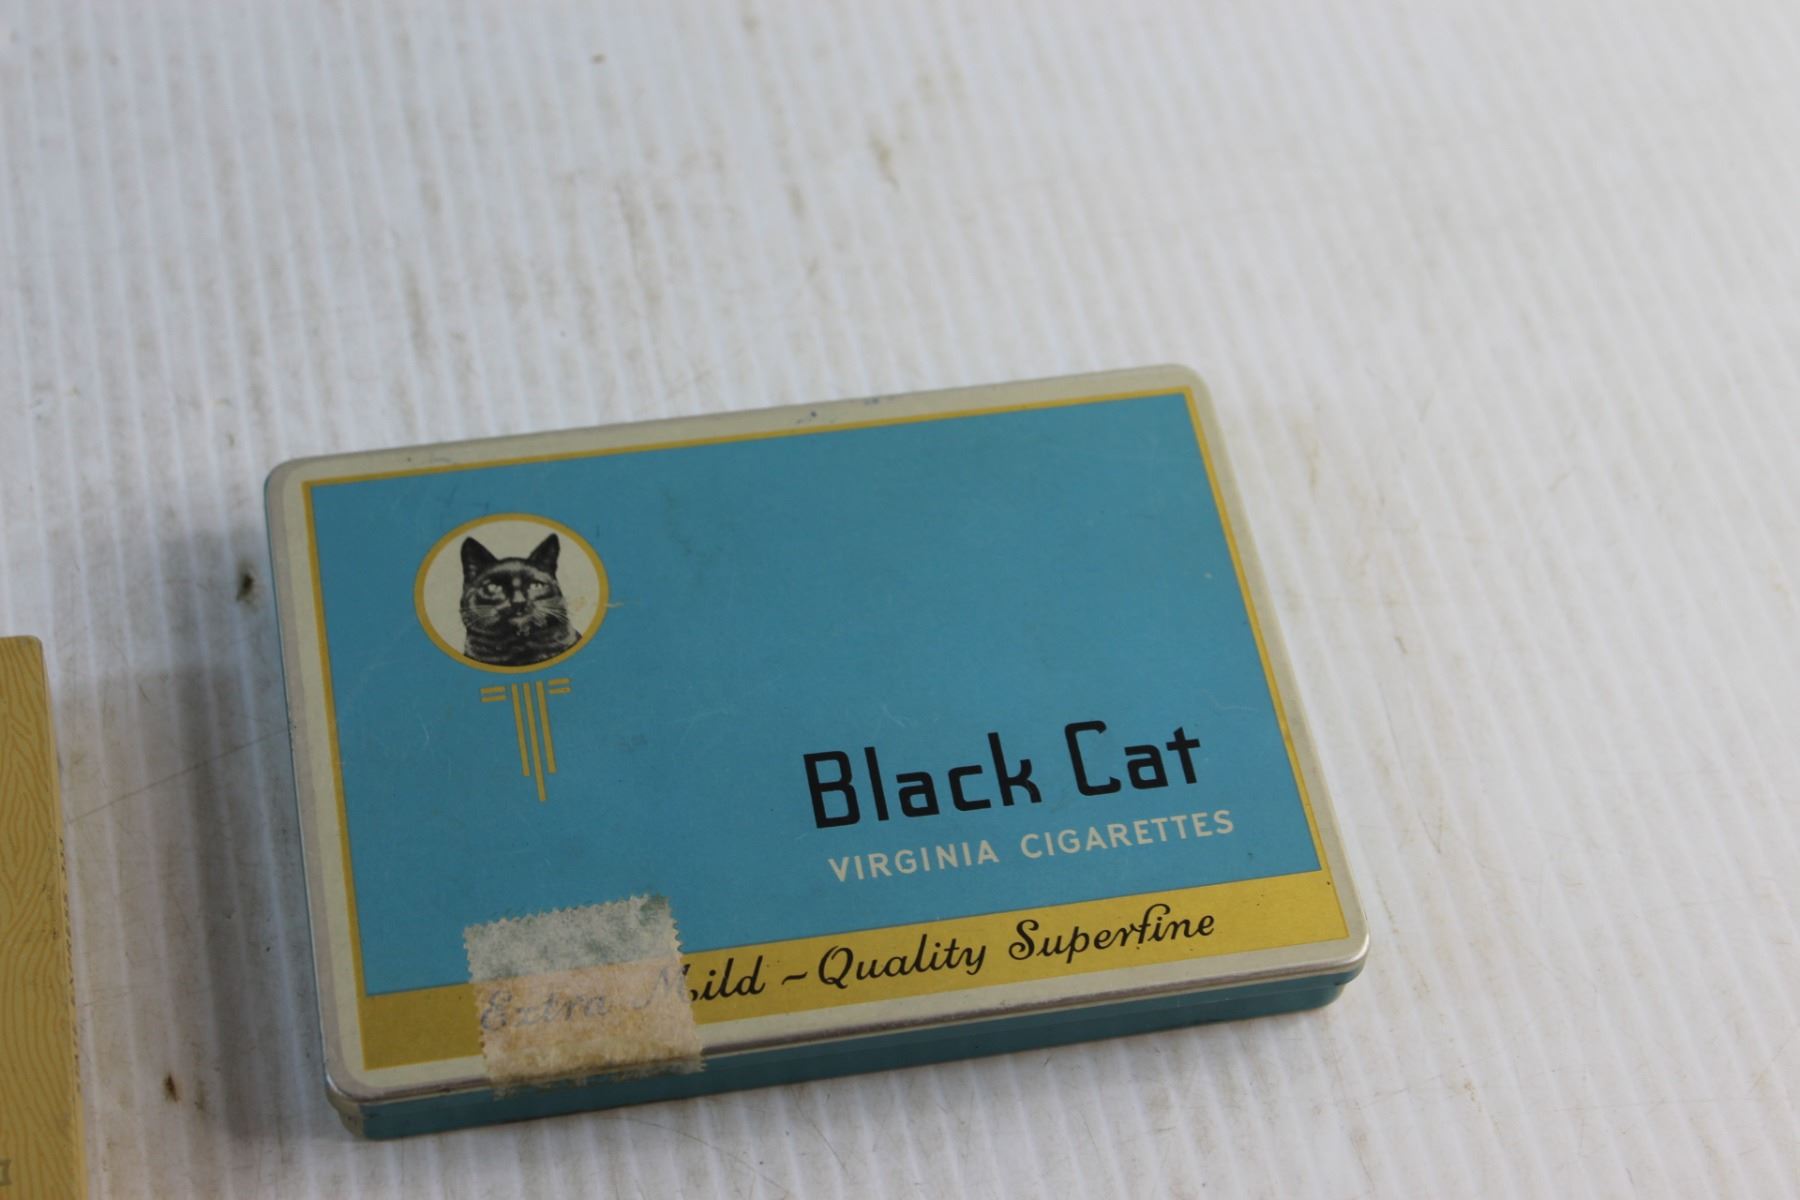 Black Cat
VIRGINIA CIGARETTES
Extra Mild ~ Quality Superfine